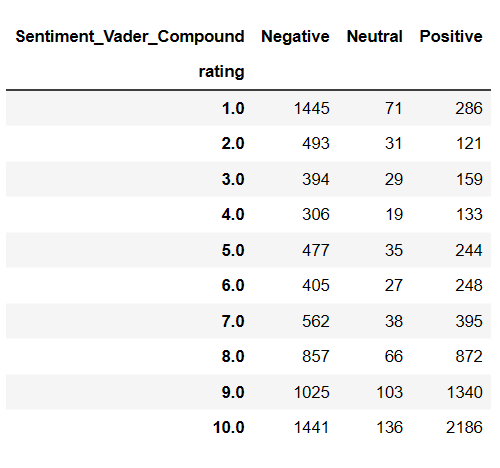 Sentiment_Vader_Compound Negative Neutral Positive
rating
1.0 1445 71 286
2.0 493 31 121
3.0 394 29 159
4.0 306 19 133
5.0 477 35 244
6.0 405 27 248
7.0 562 38 395
8.0 857 66 872
9.0 1025 103 1340
10.0 1441 136 2186